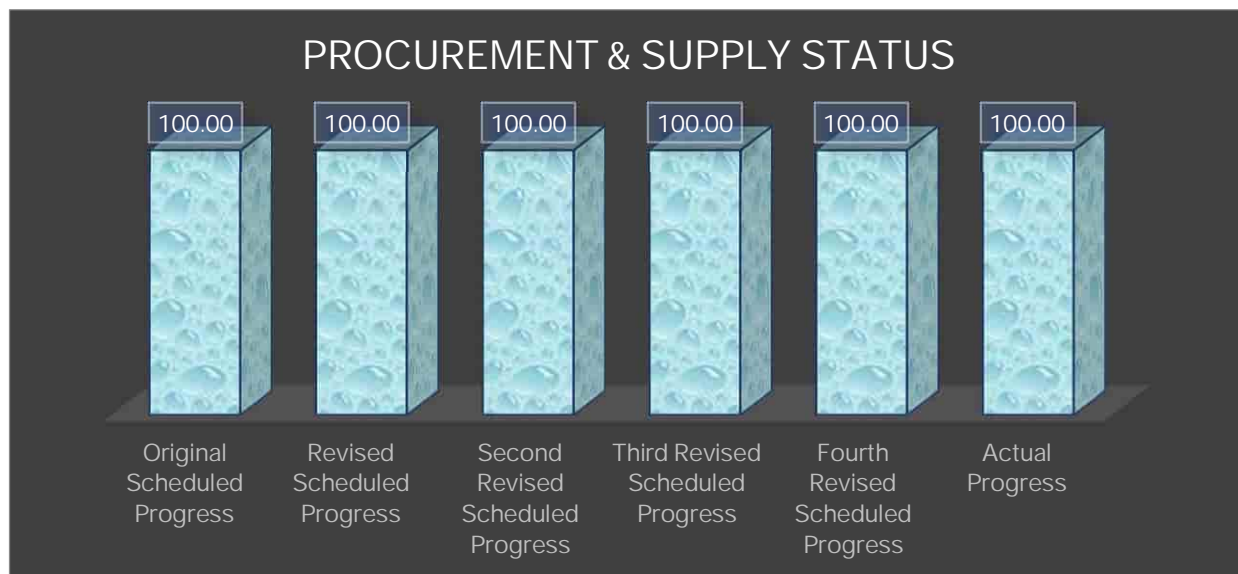 PROCUREMENT & SUPPLY STATUS
100.00
100.00
100.00
100.00
100.00
100.00
Original
Scheduled
Progress
Revised
Scheduled
Progress
Second
Revised
Scheduled
Progress
Third Revised
Scheduled
Progress
Fourth
Revised
Scheduled
Progress
Actual
Progress